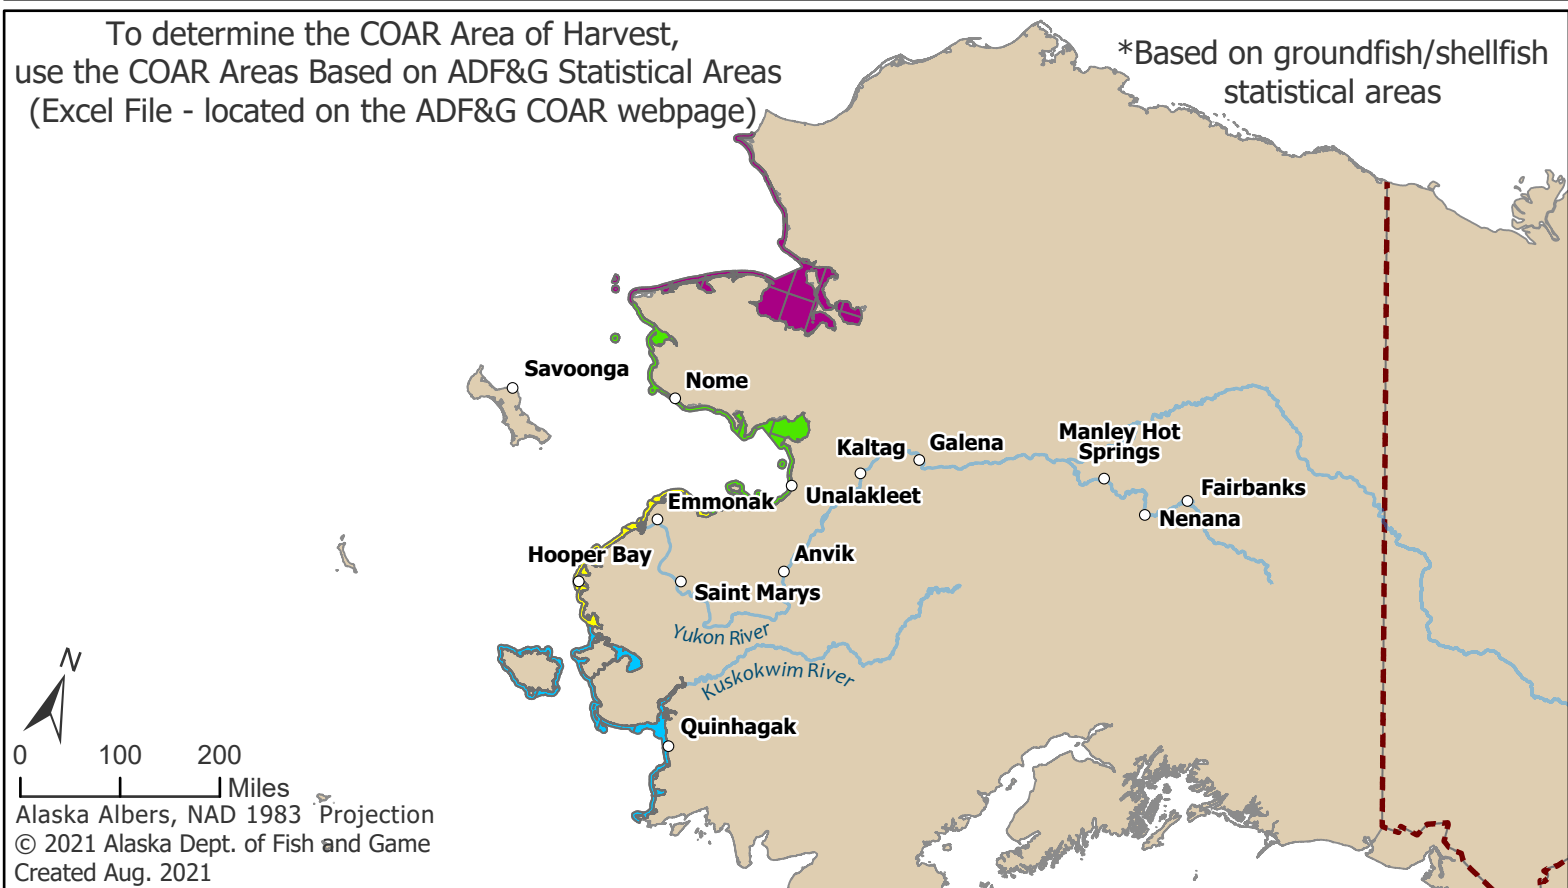 To determine the COAR Area of Harvest,
use the COAR Areas Based on ADF&G Statistical Areas
(Excel File - located on the ADF&G COAR webpage)
*Based on groundfish/shellfish
statistical areas
Savoonga
Nome
Kaltag
Galena
Manley Hot
Springs
Unalakleet
Fairbanks
Emmonak
Nenana
Hooper Bay
Anvik
Saint Marys
Yukon River
Kuskokwim River
Quinhagak
N
0 100 200
Miles
Alaska Albers, NAD 1983 Projection
© 2021 Alaska Dept. of Fish and Game
Created Aug. 2021